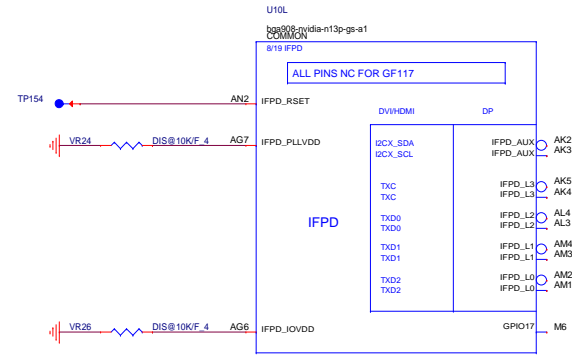 U10L
bga908-nvidia-n13p-gs-a1
COMMON
8/19 IFPD
ALL PINS NC FOR GF117
TP154 AN2 IFPD_RSET
DVI/HDMI DP
VR24 DIS@10K/F_4 AG7 IFPD_PLLVDD
I2CX_SDA IFPD_AUX AK2
I2CX_SCL IFPD_AUX AK3
TXC IFPD_L3 AK5
TXC IFPD_L3 AK4
IFPD
TXD0 IFPD_L2 AL4
TXD0 IFPD_L2 AL3
TXD1 IFPD_L1 AM4
TXD1 IFPD_L1 AM3
TXD2 IFPD_L0 AM2
TXD2 IFPD_L0 AM1
VR26 DIS@10K/F_4 AG6 IFPD_IOVDD
GPIO17 M6